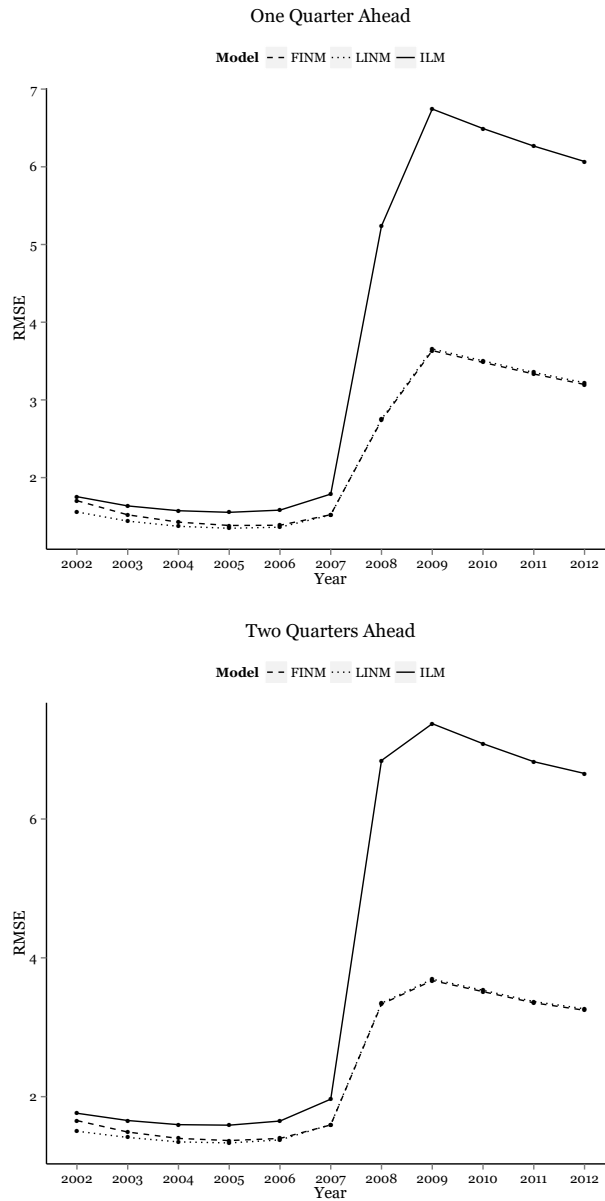 One Quarter Ahead
Model FINM LINM ILM
7
6
5
4
3
2
RMSE
2002 2003 2004 2005 2006 2007 2008 2009 2010 2011 2012
Year
Two Quarters Ahead
Model FINM LINM ILM
6
4
2
RMSE
2002 2003 2004 2005 2006 2007 2008 2009 2010 2011 2012
Year